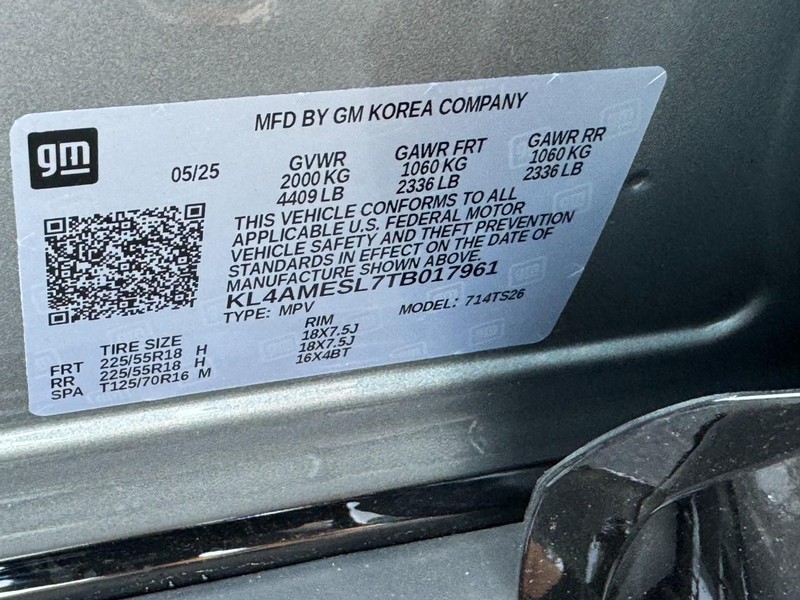 MFD BY GM KOREA COMPANY
gm
05/25
GVWR
2000 KG
4409 LB
GAWR FRT
1060 KG
2336 LB
GAWR RR
1060 KG
2336 LB
THIS VEHICLE CONFORMS TO ALL
APPLICABLE U.S. FEDERAL MOTOR
VEHICLE SAFETY AND THEFT PREVENTION
STANDARDS IN EFFECT ON THE DATE OF
MANUFACTURE SHOWN ABOVE.
KL4AMESL7TB017961
TYPE: MPV MODEL: 714TS26
TIRE SIZE RIM
FRT 225/55R18 H 18X7.5J
RR 225/55R18 H 18X7.5J
SPA T125/70R16 M 16X4BT